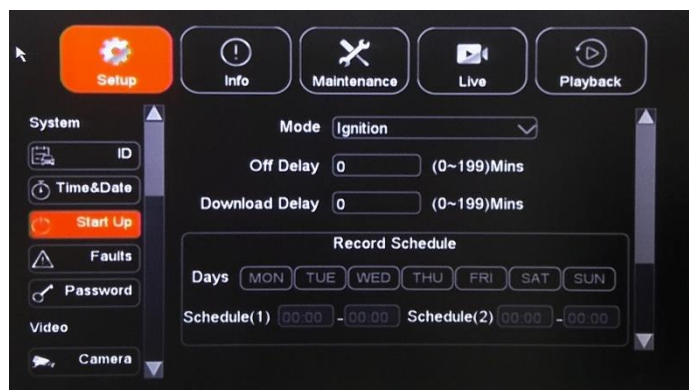 Setup Info Maintenance Live Playback
System
ID
Time&Date
Start Up
Faults
Password
Video
Camera
Mode Ignition
Off Delay 0 (0~199)Mins
Download Delay 0 (0~199)Mins
Record Schedule
Days MON TUE WED THU FRI SAT SUN
Schedule(1) 00:00 - 00:00 Schedule(2) 00:00 - 00:00